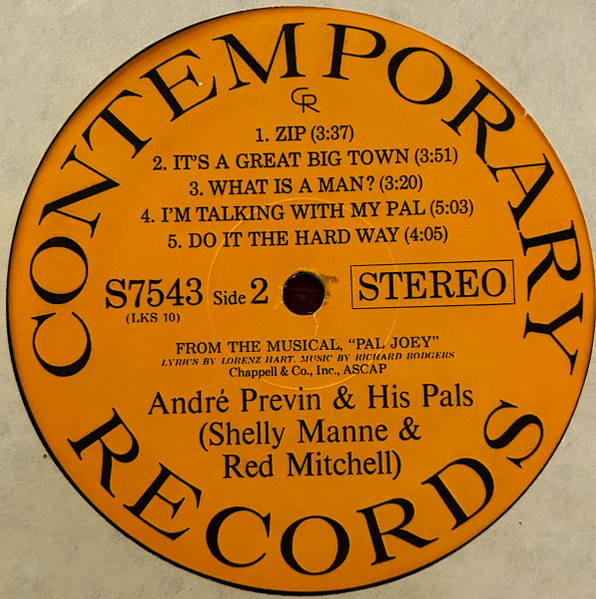 CONTEMPORARY
CR
1. ZIP (3:37)
2. IT'S A GREAT BIG TOWN (3:51)
3. WHAT IS A MAN? (3:20)
4. I'M TALKING WITH MY PAL (5:03)
5. DO IT THE HARD WAY (4:05)
S7543 Side 2 STEREO
(LKS 10)
FROM THE MUSICAL, "PAL JOEY"
LYRICS BY LORENZ HART. MUSIC BY RICHARD RODGERS
Chappell & Co., Inc., ASCAP
André Previn & His Pals
(Shelly Manne &
Red Mitchell)
RECORDS